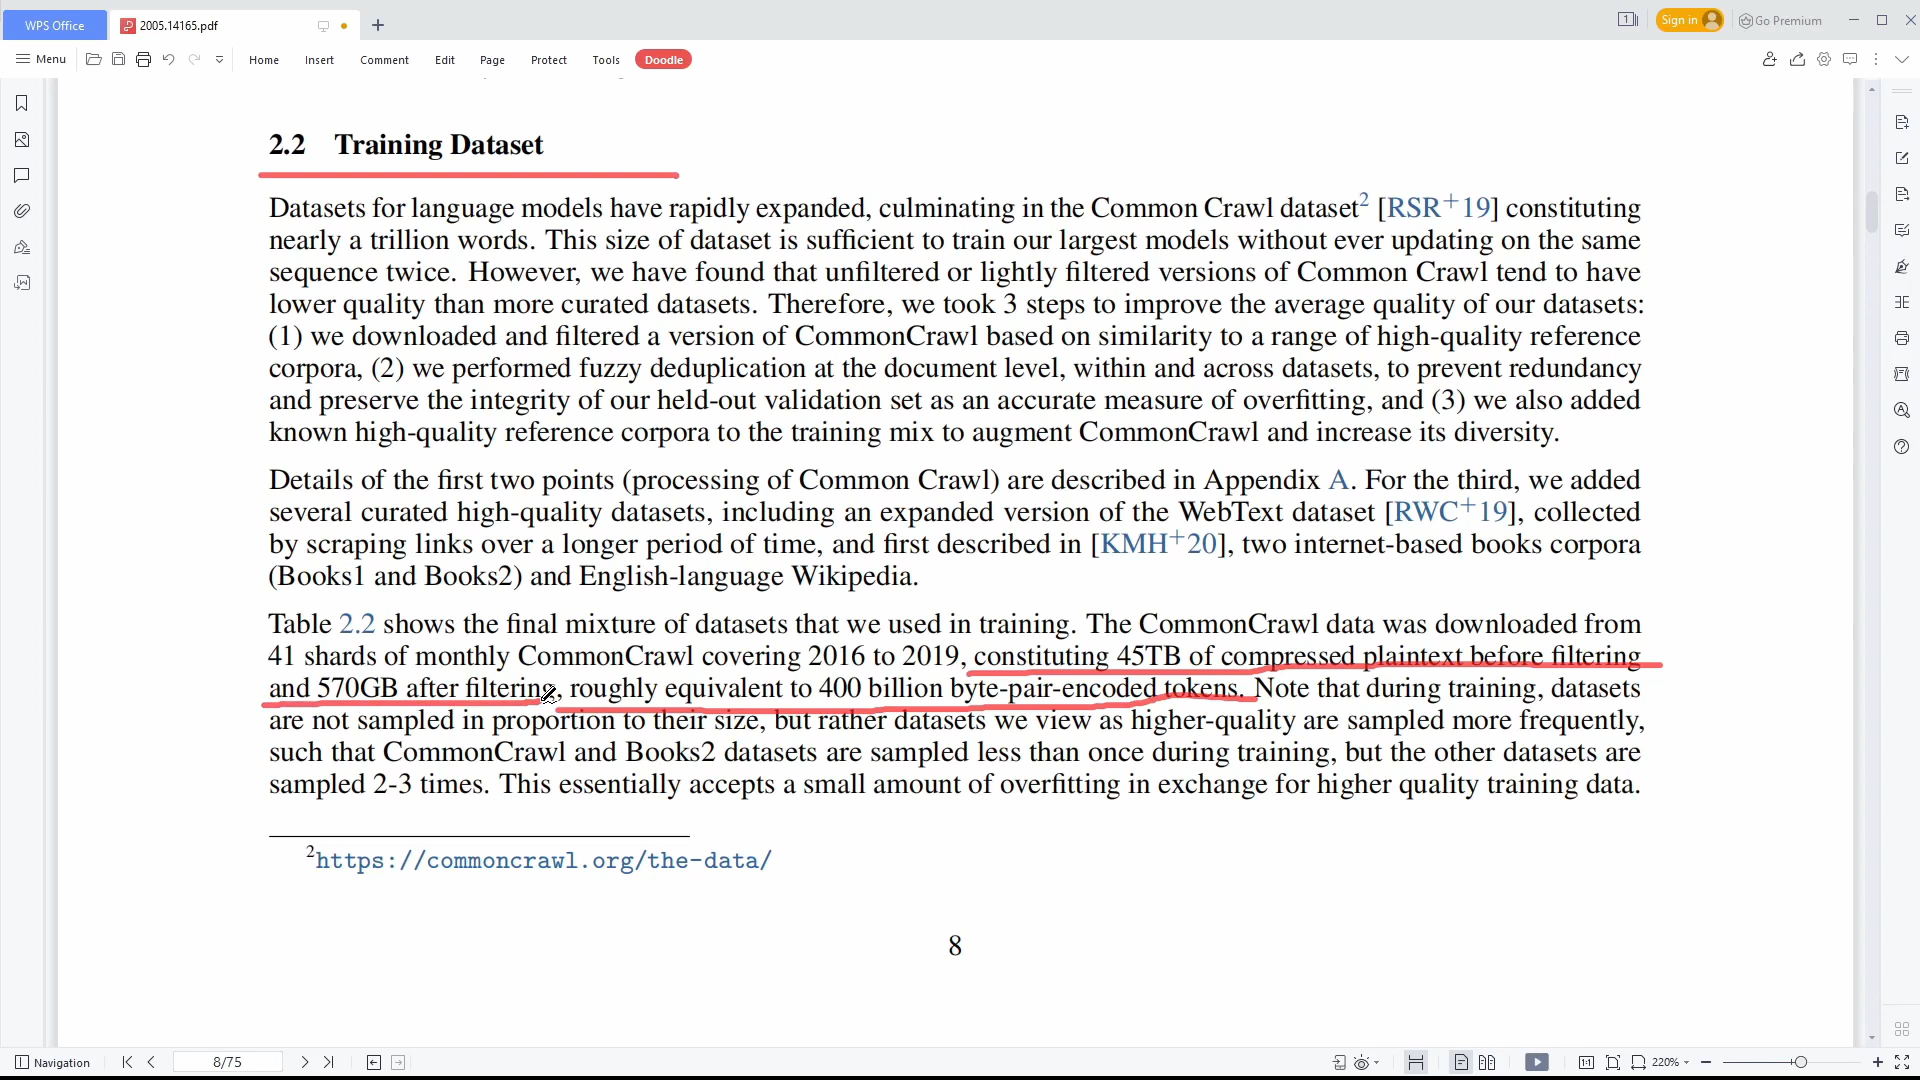 WPS Office
2005.14165.pdf
1
Sign in
Go Premium
Menu
Home
Insert
Comment
Edit
Page
Protect
Tools
Doodle
2.2 Training Dataset
Datasets for language models have rapidly expanded, culminating in the Common Crawl dataset2 [RSR+19] constituting
nearly a trillion words. This size of dataset is sufficient to train our largest models without ever updating on the same
sequence twice. However, we have found that unfiltered or lightly filtered versions of Common Crawl tend to have
lower quality than more curated datasets. Therefore, we took 3 steps to improve the average quality of our datasets:
(1) we downloaded and filtered a version of CommonCrawl based on similarity to a range of high-quality reference
corpora, (2) we performed fuzzy deduplication at the document level, within and across datasets, to prevent redundancy
and preserve the integrity of our held-out validation set as an accurate measure of overfitting, and (3) we also added
known high-quality reference corpora to the training mix to augment CommonCrawl and increase its diversity.
Details of the first two points (processing of Common Crawl) are described in Appendix A. For the third, we added
several curated high-quality datasets, including an expanded version of the WebText dataset [RWC+19], collected
by scraping links over a longer period of time, and first described in [KMH+20], two internet-based books corpora
(Books1 and Books2) and English-language Wikipedia.
Table 2.2 shows the final mixture of datasets that we used in training. The CommonCrawl data was downloaded from
41 shards of monthly CommonCrawl covering 2016 to 2019, constituting 45TB of compressed plaintext before filtering
and 570GB after filtering, roughly equivalent to 400 billion byte-pair-encoded tokens. Note that during training, datasets
are not sampled in proportion to their size, but rather datasets we view as higher-quality are sampled more frequently,
such that CommonCrawl and Books2 datasets are sampled less than once during training, but the other datasets are
sampled 2-3 times. This essentially accepts a small amount of overfitting in exchange for higher quality training data.
2https://commoncrawl.org/the-data/
8
Navigation
8/75
1:1
220%